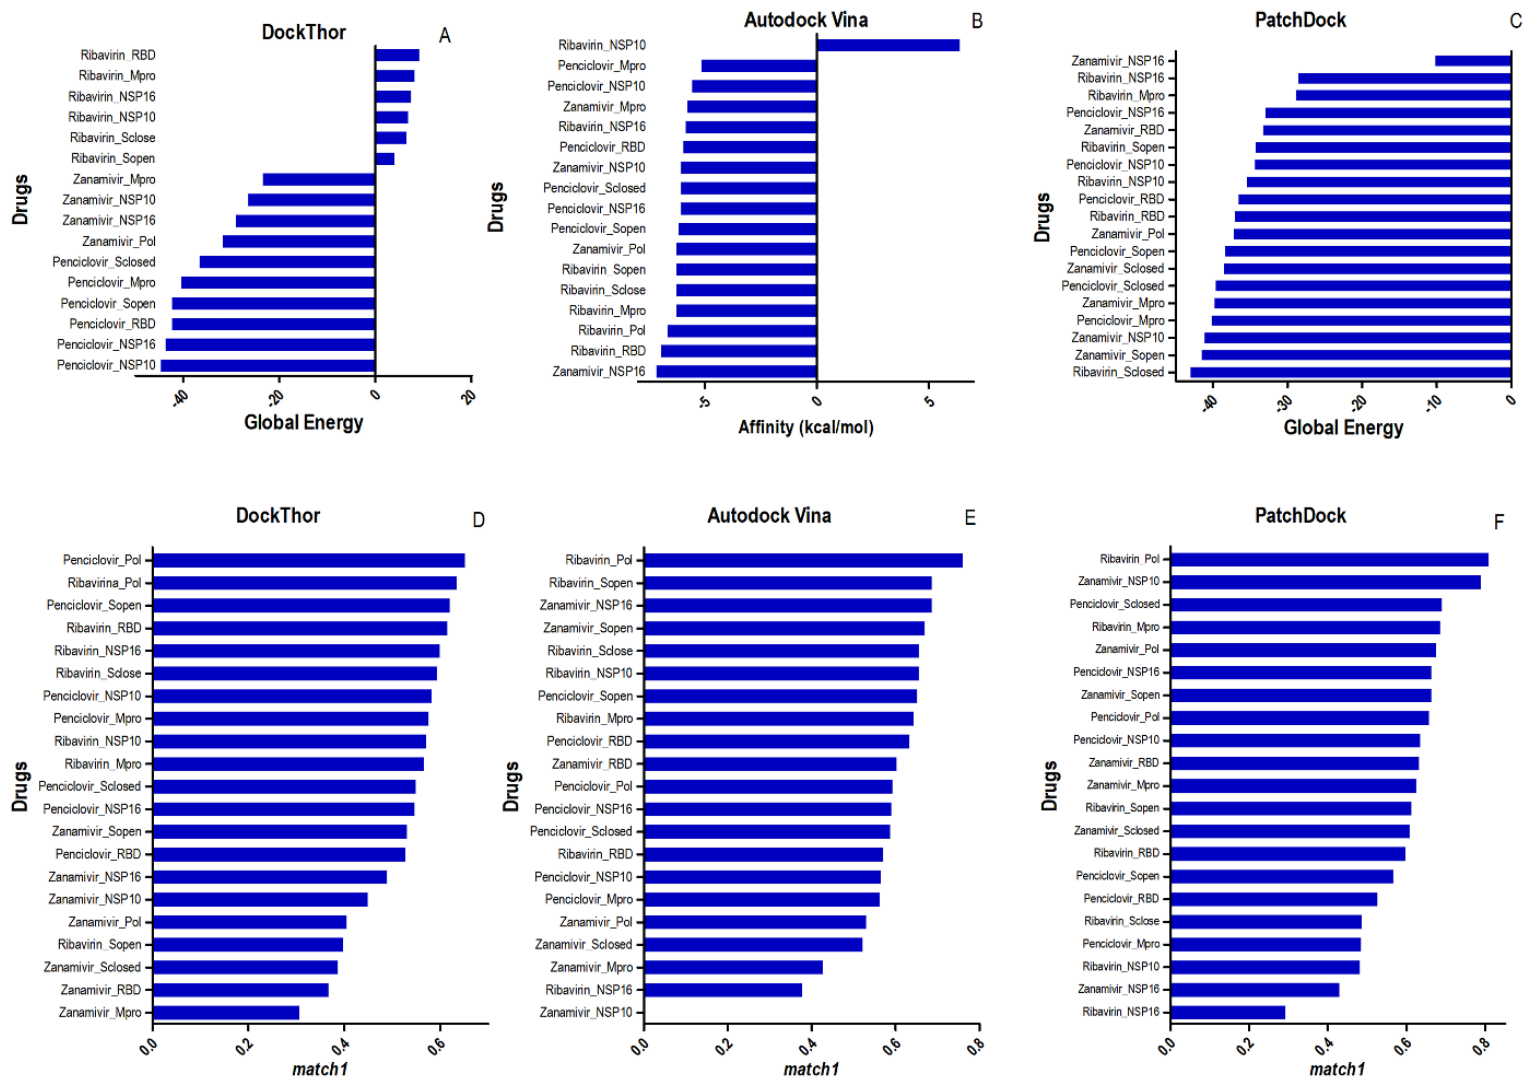 DockThor
A
Ribavirin_RBD
Ribavirin_Mpro
Ribavirin_NSP16
Ribavirin_NSP10
Ribavirin_Sclose
Ribavirin_Sopen
Zanamivir_Mpro
Zanamivir_NSP10
Zanamivir_NSP16
Zanamivir_Pol
Penciclovir_Sclosed
Penciclovir_Mpro
Penciclovir_Sopen
Penciclovir_RBD
Penciclovir_NSP16
Penciclovir_NSP10
Drugs
-40
-20
0
20
Global Energy
Autodock Vina
B
Ribavirin_NSP10
Penciclovir_Mpro
Penciclovir_NSP10
Zanamivir_Mpro
Ribavirin_NSP16
Penciclovir_RBD
Zanamivir_NSP10
Penciclovir_Sclosed
Penciclovir_NSP16
Penciclovir_Sopen
Zanamivir_Pol
Ribavirin_Sopen
Ribavirin_Sclose
Ribavirin_Mpro
Ribavirin_Pol
Ribavirin_RBD
Zanamivir_NSP16
Drugs
-5
0
5
Affinity (kcal/mol)
PatchDock
C
Zanamivir_NSP16
Ribavirin_NSP16
Ribavirin_Mpro
Penciclovir_NSP16
Zanamivir_RBD
Ribavirin_Sopen
Penciclovir_NSP10
Ribavirin_NSP10
Penciclovir_RBD
Ribavirin_RBD
Zanamivir_Pol
Penciclovir_Sopen
Zanamivir_Sclosed
Penciclovir_Sclosed
Zanamivir_Mpro
Penciclovir_Mpro
Zanamivir_NSP10
Zanamivir_Sopen
Ribavirin_Sclosed
Drugs
-40
-30
-20
-10
0
Global Energy
DockThor
D
Penciclovir_Pol
Ribavirina_Pol
Penciclovir_Sopen
Ribavirin_RBD
Ribavirin_NSP16
Ribavirin_Sclose
Penciclovir_NSP10
Penciclovir_Mpro
Ribavirin_NSP10
Ribavirin_Mpro
Penciclovir_Sclosed
Penciclovir_NSP16
Zanamivir_Sopen
Penciclovir_RBD
Zanamivir_NSP16
Zanamivir_NSP10
Zanamivir_Pol
Ribavirin_Sopen
Zanamivir_Sclosed
Zanamivir_RBD
Zanamivir_Mpro
Drugs
0.0
0.2
0.4
0.6
match1
Autodock Vina
E
Ribavirin_Pol
Ribavirin_Sopen
Zanamivir_NSP16
Zanamivir_Sopen
Ribavirin_Sclose
Ribavirin_NSP10
Penciclovir_Sopen
Ribavirin_Mpro
Penciclovir_RBD
Zanamivir_RBD
Penciclovir_Pol
Penciclovir_NSP16
Penciclovir_Sclosed
Ribavirin_RBD
Penciclovir_NSP10
Penciclovir_Mpro
Zanamivir_Pol
Zanamivir_Sclosed
Zanamivir_Mpro
Ribavirin_NSP16
Zanamivir_NSP10
Drugs
0.0
0.2
0.4
0.6
0.8
match1
PatchDock
F
Ribavirin_Pol
Zanamivir_NSP10
Penciclovir_Sclosed
Ribavirin_Mpro
Zanamivir_Pol
Penciclovir_NSP16
Zanamivir_Sopen
Penciclovir_Pol
Penciclovir_NSP10
Zanamivir_RBD
Zanamivir_Mpro
Ribavirin_Sopen
Zanamivir_Sclosed
Ribavirin_RBD
Penciclovir_Sopen
Penciclovir_RBD
Ribavirin_Sclose
Penciclovir_Mpro
Ribavirin_NSP10
Zanamivir_NSP16
Ribavirin_NSP16
Drugs
0.0
0.2
0.4
0.6
0.8
match1